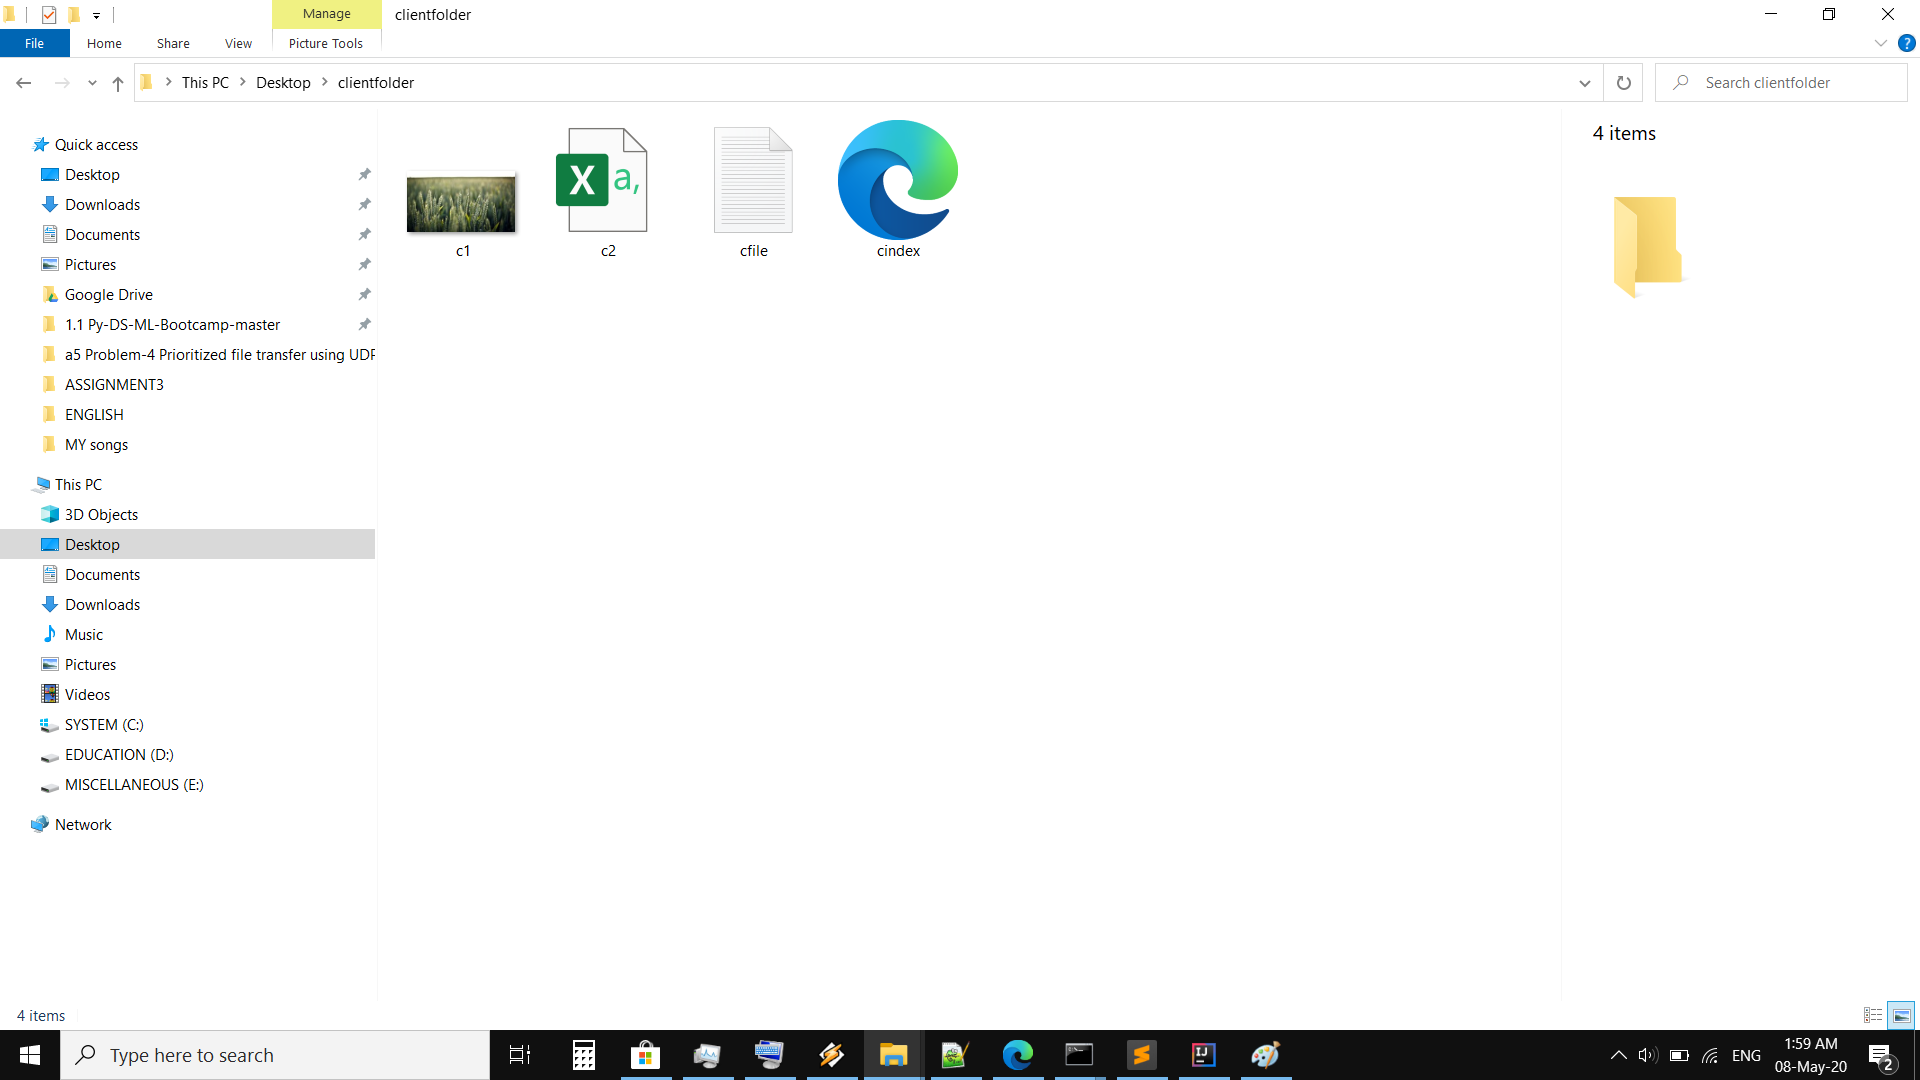 Manage
clientfolder
File
Home
Share
View
Picture Tools
?
This PC
Desktop
clientfolder
Search clientfolder
Quick access
Desktop
Downloads
Documents
Pictures
Google Drive
1.1 Py-DS-ML-Bootcamp-master
a5 Problem-4 Prioritized file transfer using UDP
ASSIGNMENT3
ENGLISH
MY songs
This PC
3D Objects
Desktop
Documents
Downloads
Music
Pictures
Videos
SYSTEM (C:)
EDUCATION (D:)
MISCELLANEOUS (E:)
Network
X a,
c1
c2
cfile
cindex
4 items
4 items
Type here to search
IJ
ENG
1:59 AM
08-May-20
2